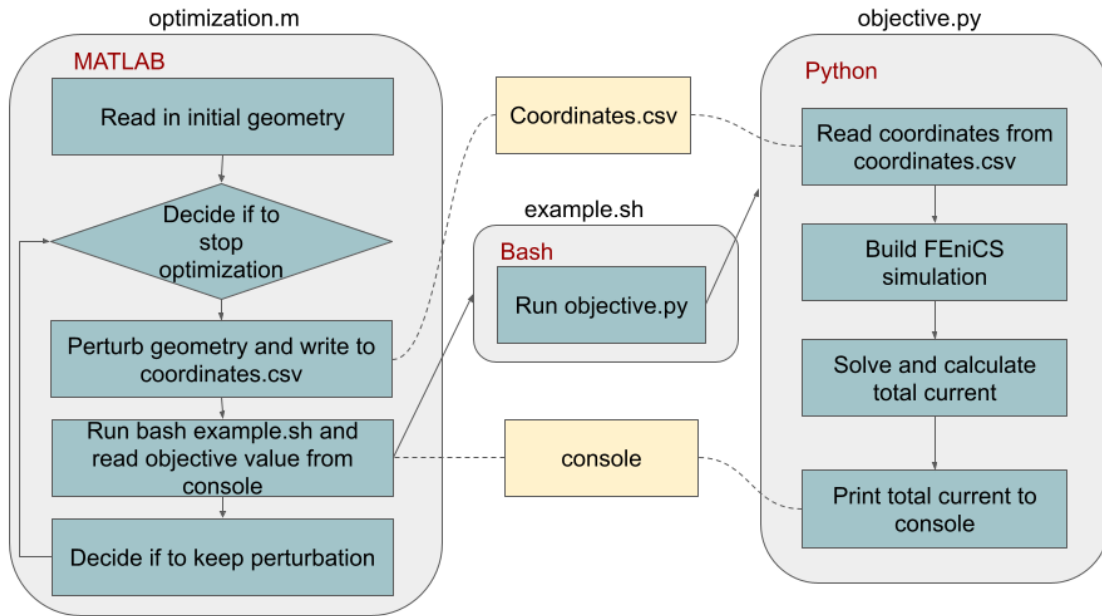 optimization.m
MATLAB
Read in initial geometry
Decide if to
stop
optimization
Perturb geometry and write to
coordinates.csv
Run bash example.sh and
read objective value from
console
Decide if to keep perturbation
Coordinates.csv
example.sh
Bash
Run objective.py
console
objective.py
Python
Read coordinates from
coordinates.csv
Build FEniCS
simulation
Solve and calculate
total current
Print total current to
console